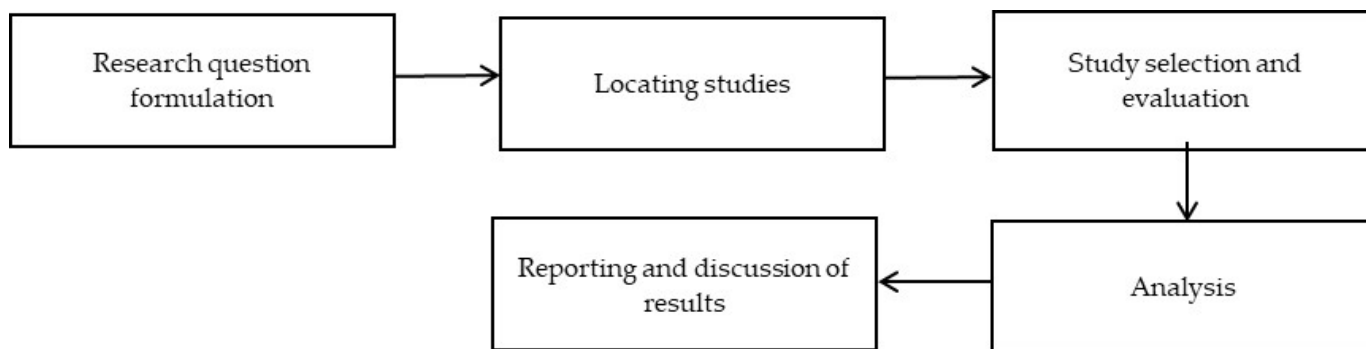 Research question
formulation
Locating studies
Study selection and
evaluation
Analysis
Reporting and discussion of
results